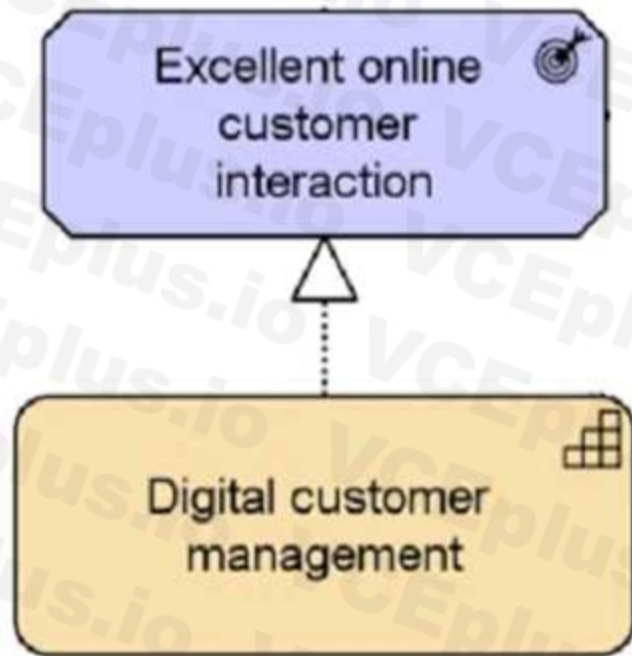 Excellent online
customer
interaction
Digital customer
management